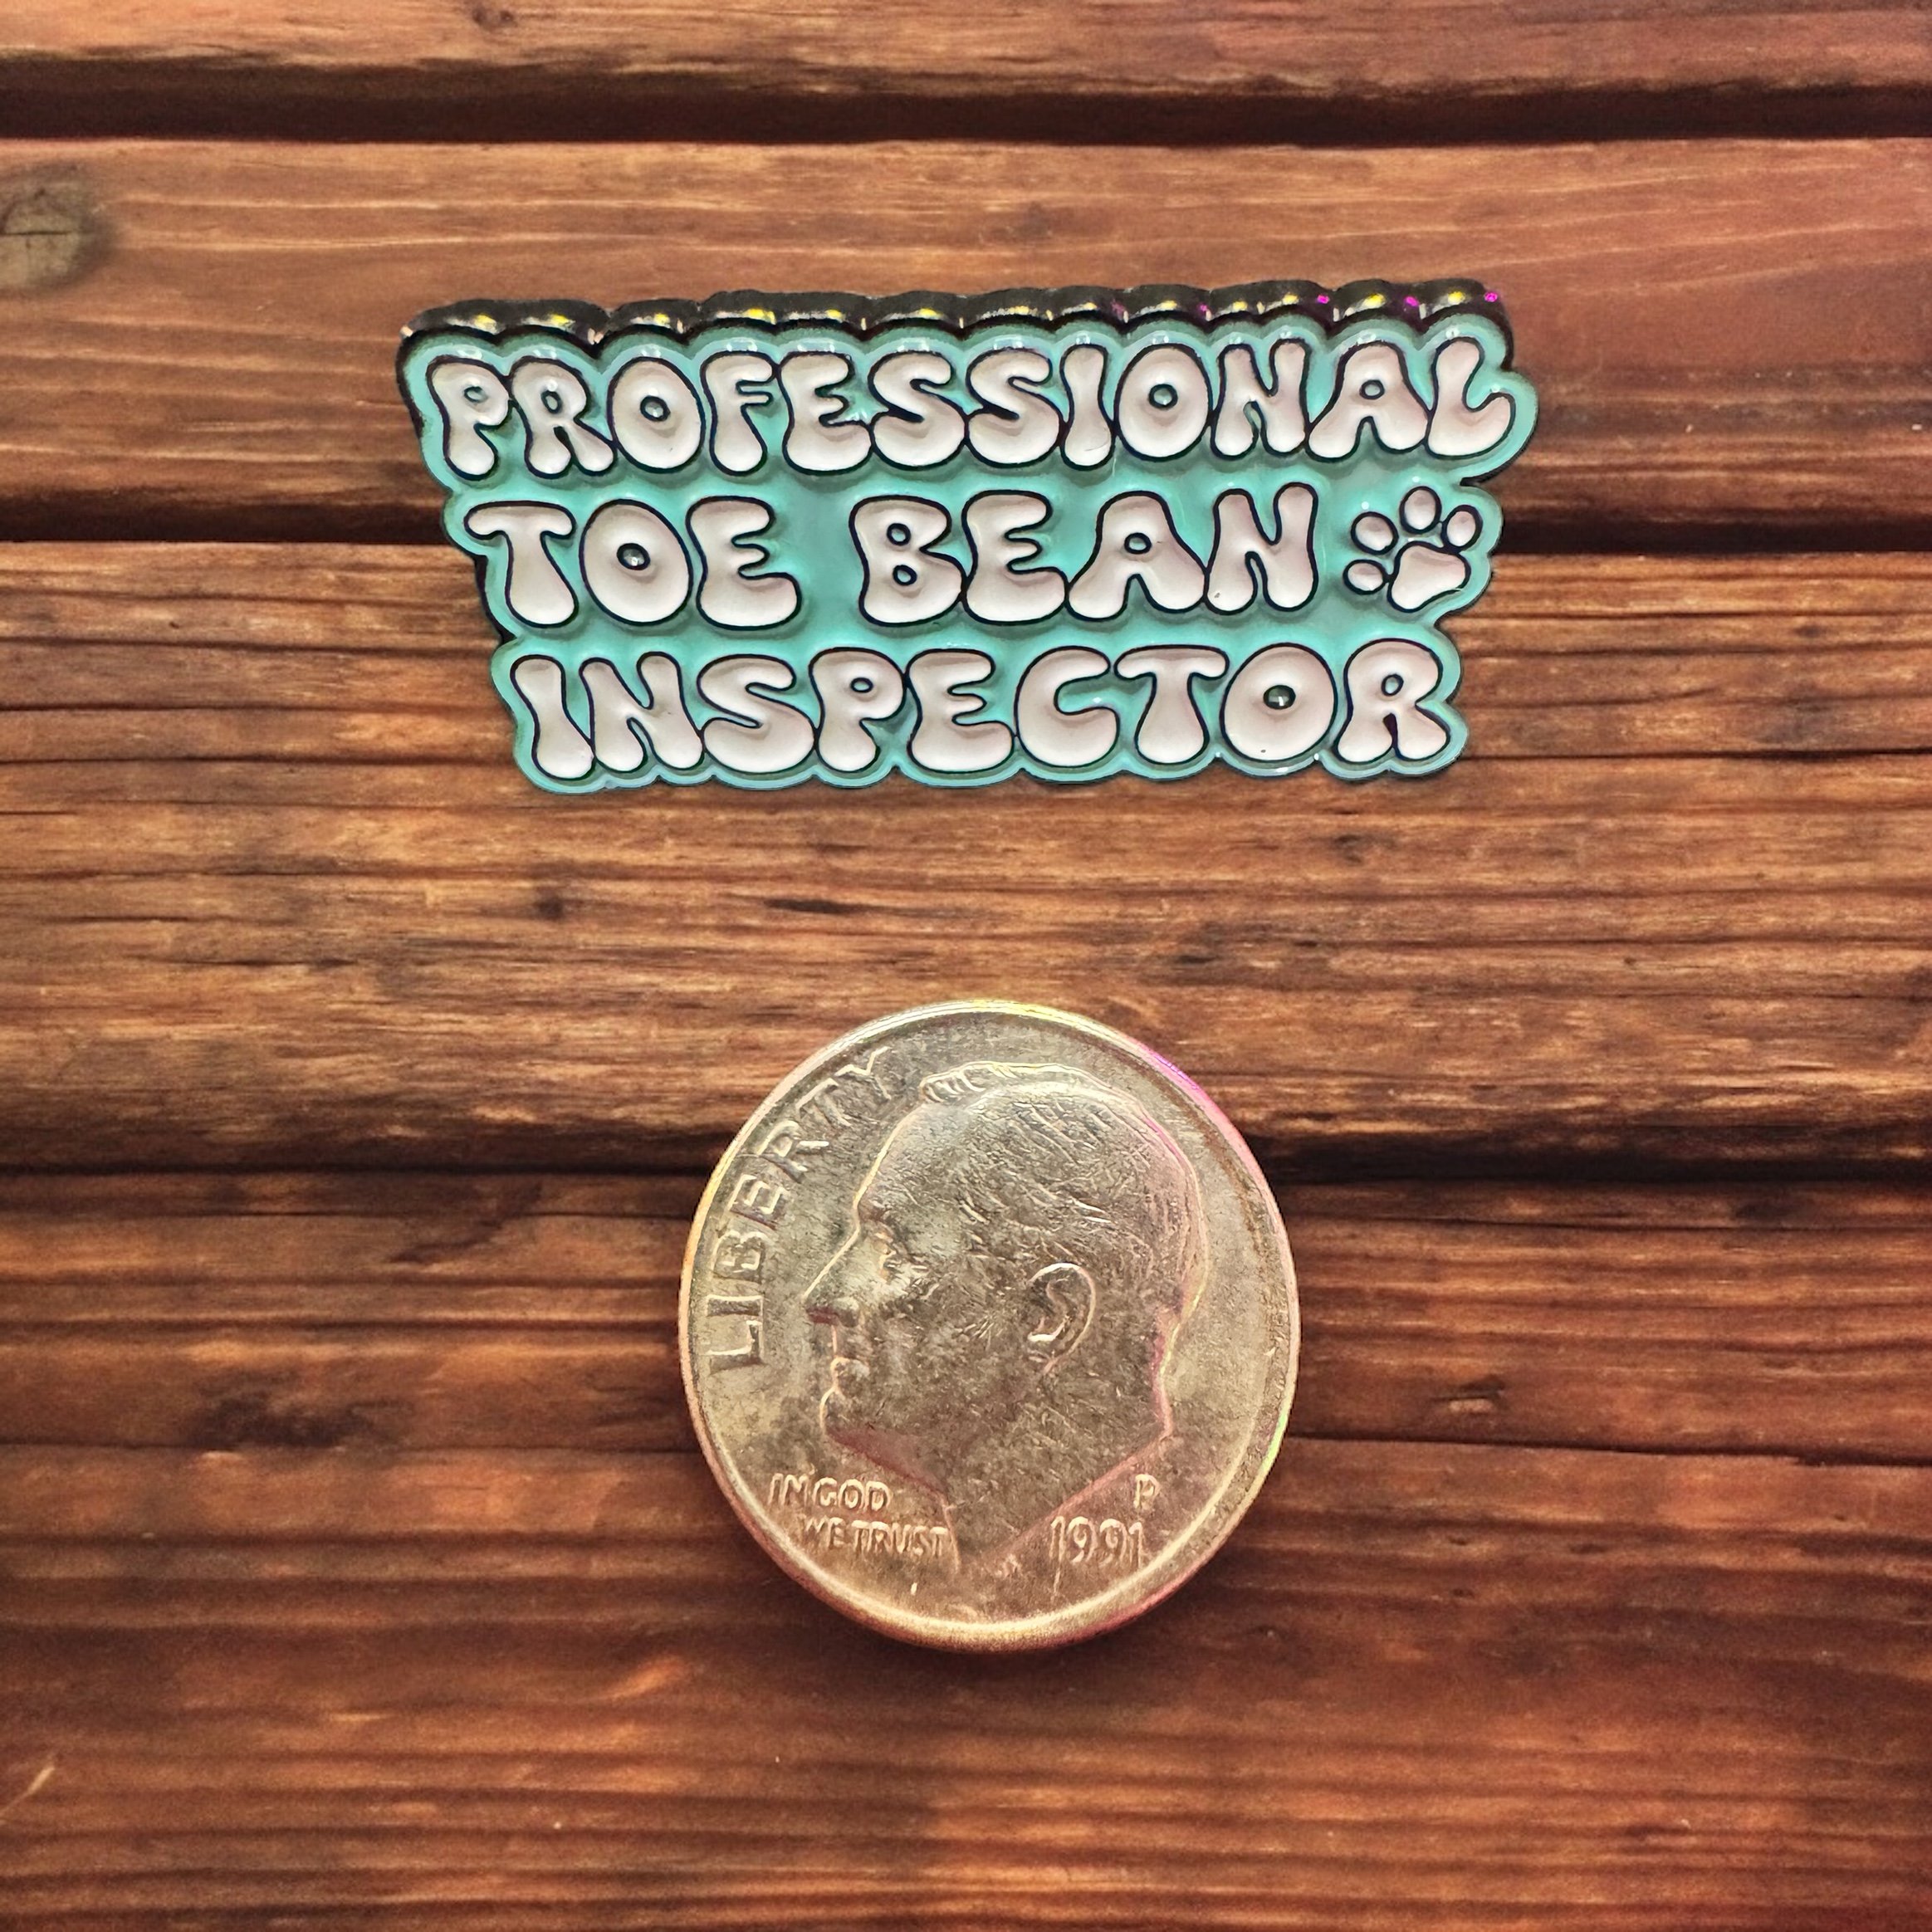 PROFESSIONAL
TOE BEAN
INSPECTOR
LIBERTY
IN GOD
WE TRUST
P
1991